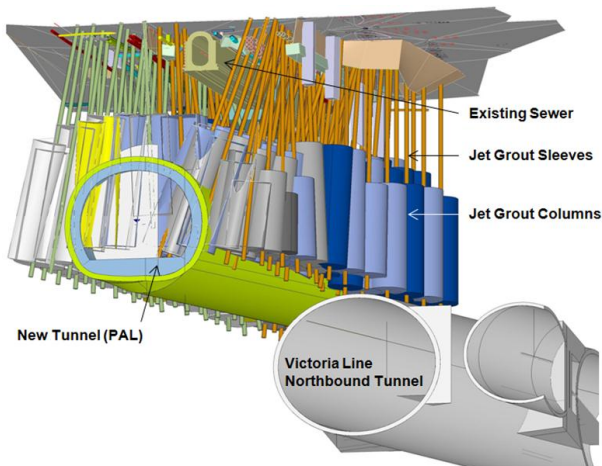 Existing Sewer
Jet Grout Sleeves
Jet Grout Columns
New Tunnel (PAL)
Victoria Line
Northbound Tunnel